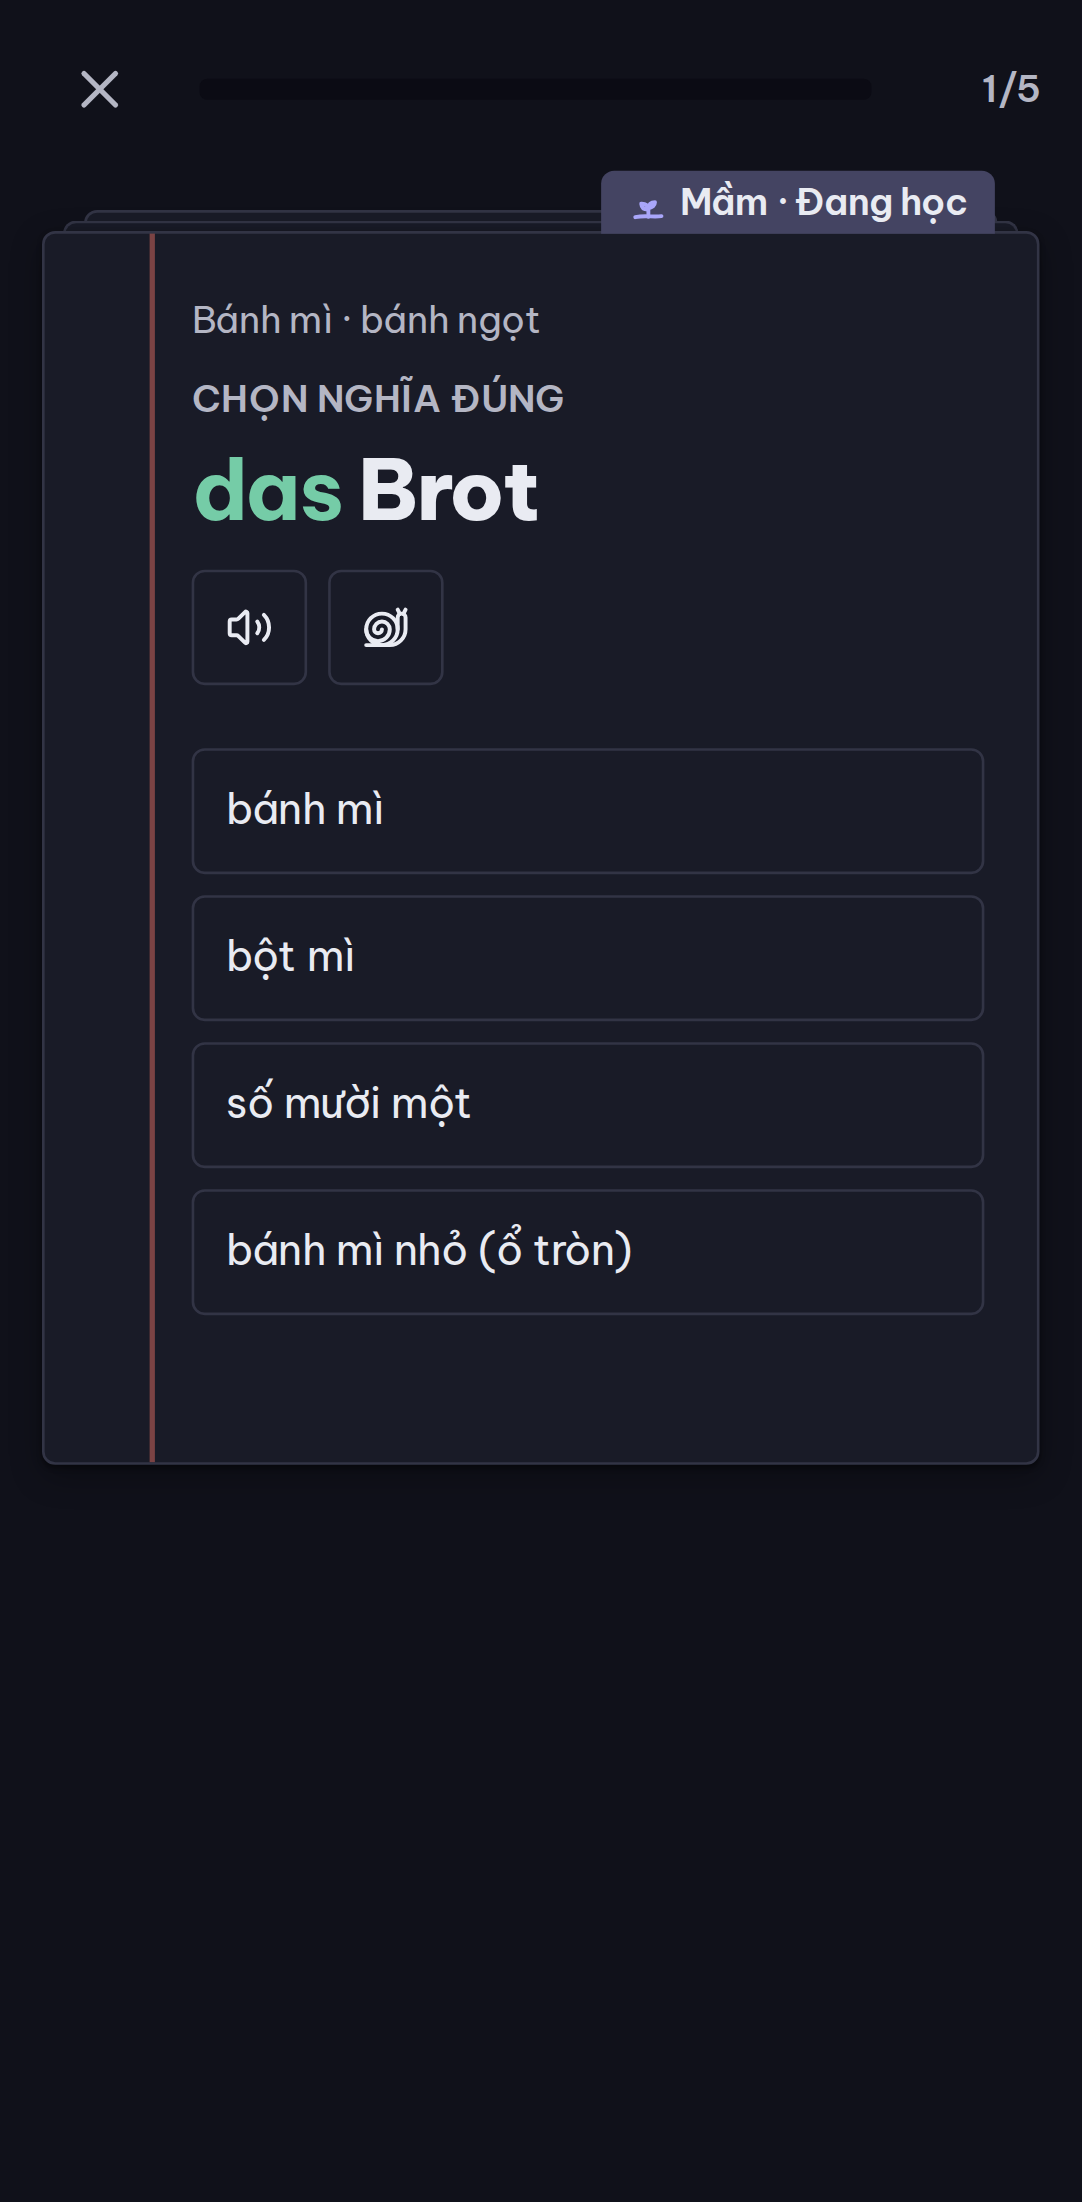 1/5
Mầm · Đang học
Bánh mì · bánh ngọt
CHỌN NGHĨA ĐÚNG
das Brot
bánh mì
bột mì
số mười một
bánh mì nhỏ (ổ tròn)